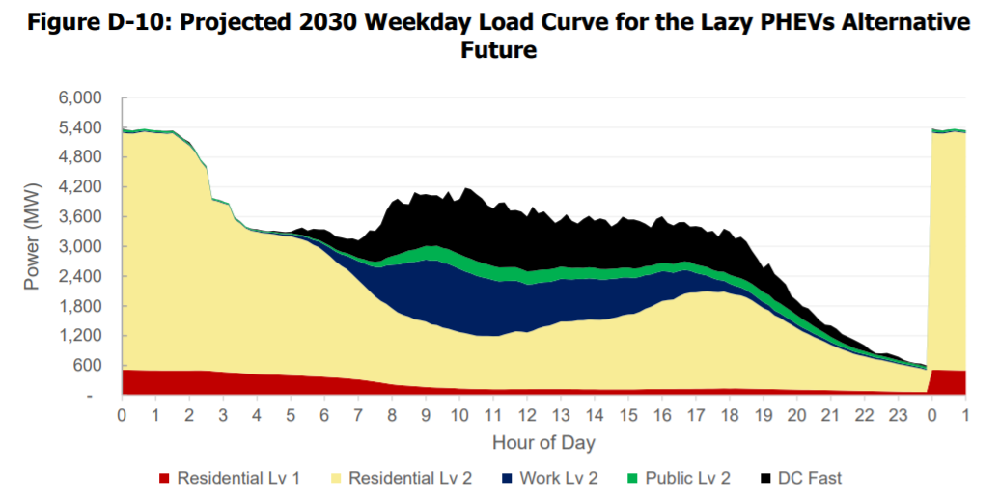 Figure D-10: Projected 2030 Weekday Load Curve for the Lazy PHEVs Alternative
Future
6,000
5,400
4,800
4,200
3,600
3,000
2,400
1,800
1,200
600
-
Power (MW)
0 1 2 3 4 5 6 7 8 9 10 11 12 13 14 15 16 17 18 19 20 21 22 23 0 1
Hour of Day
Residential Lv 1 Residential Lv 2 Work Lv 2 Public Lv 2 DC Fast